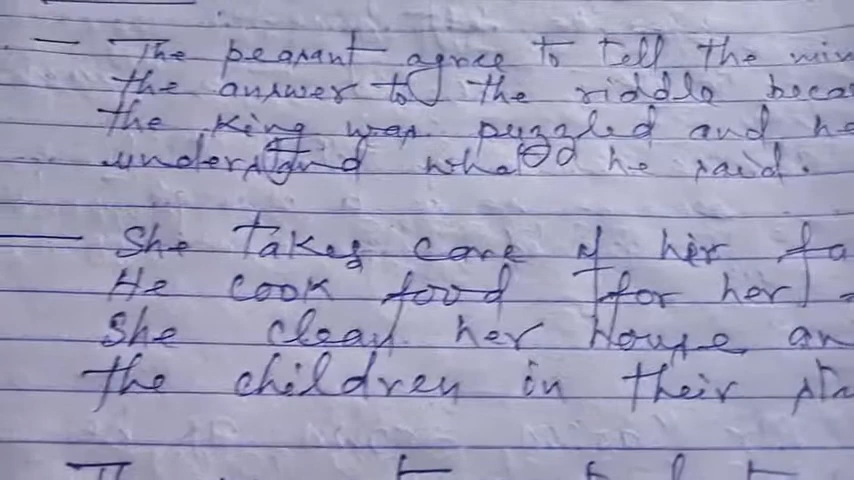 The peasant agree to tell the
the answer to the riddle
the king was puzzled and
understand what he said.
She takes care of her
He cook food for her
She clean her house
the children in their